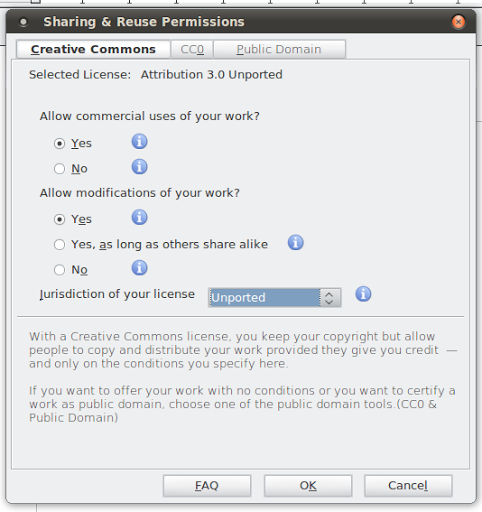 Sharing & Reuse Permissions
Creative Commons CC0 Public Domain
Selected License: Attribution 3.0 Unported
Allow commercial uses of your work?
Yes
No
Allow modifications of your work?
Yes
Yes, as long as others share alike
No
Jurisdiction of your license Unported
With a Creative Commons license, you keep your copyright but allow
people to copy and distribute your work provided they give you credit —
and only on the conditions you specify here.
If you want to offer your work with no conditions or you want to certify a
work as public domain, choose one of the public domain tools.(CC0 &
Public Domain)
FAQ OK Cancel